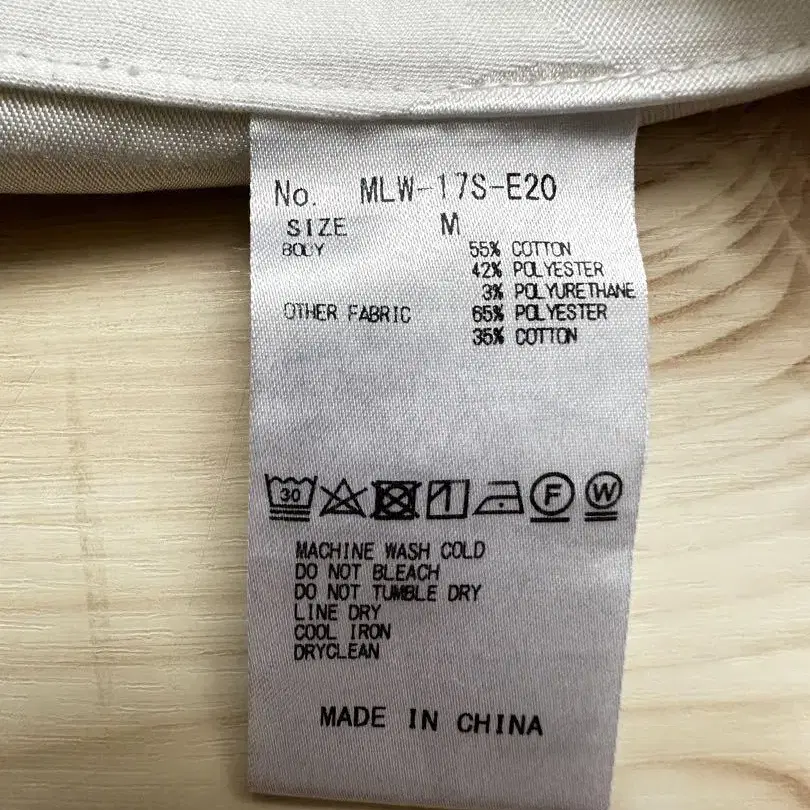 No. MLW-17S-E20
SIZE M
BODY 55% COTTON
42% POLYESTER
3% POLYURETHANE
OTHER FABRIC 65% POLYESTER
35% COTTON
30 F W
MACHINE WASH COLD
DO NOT BLEACH
DO NOT TUMBLE DRY
LINE DRY
COOL IRON
DRYCLEAN
MADE IN CHINA